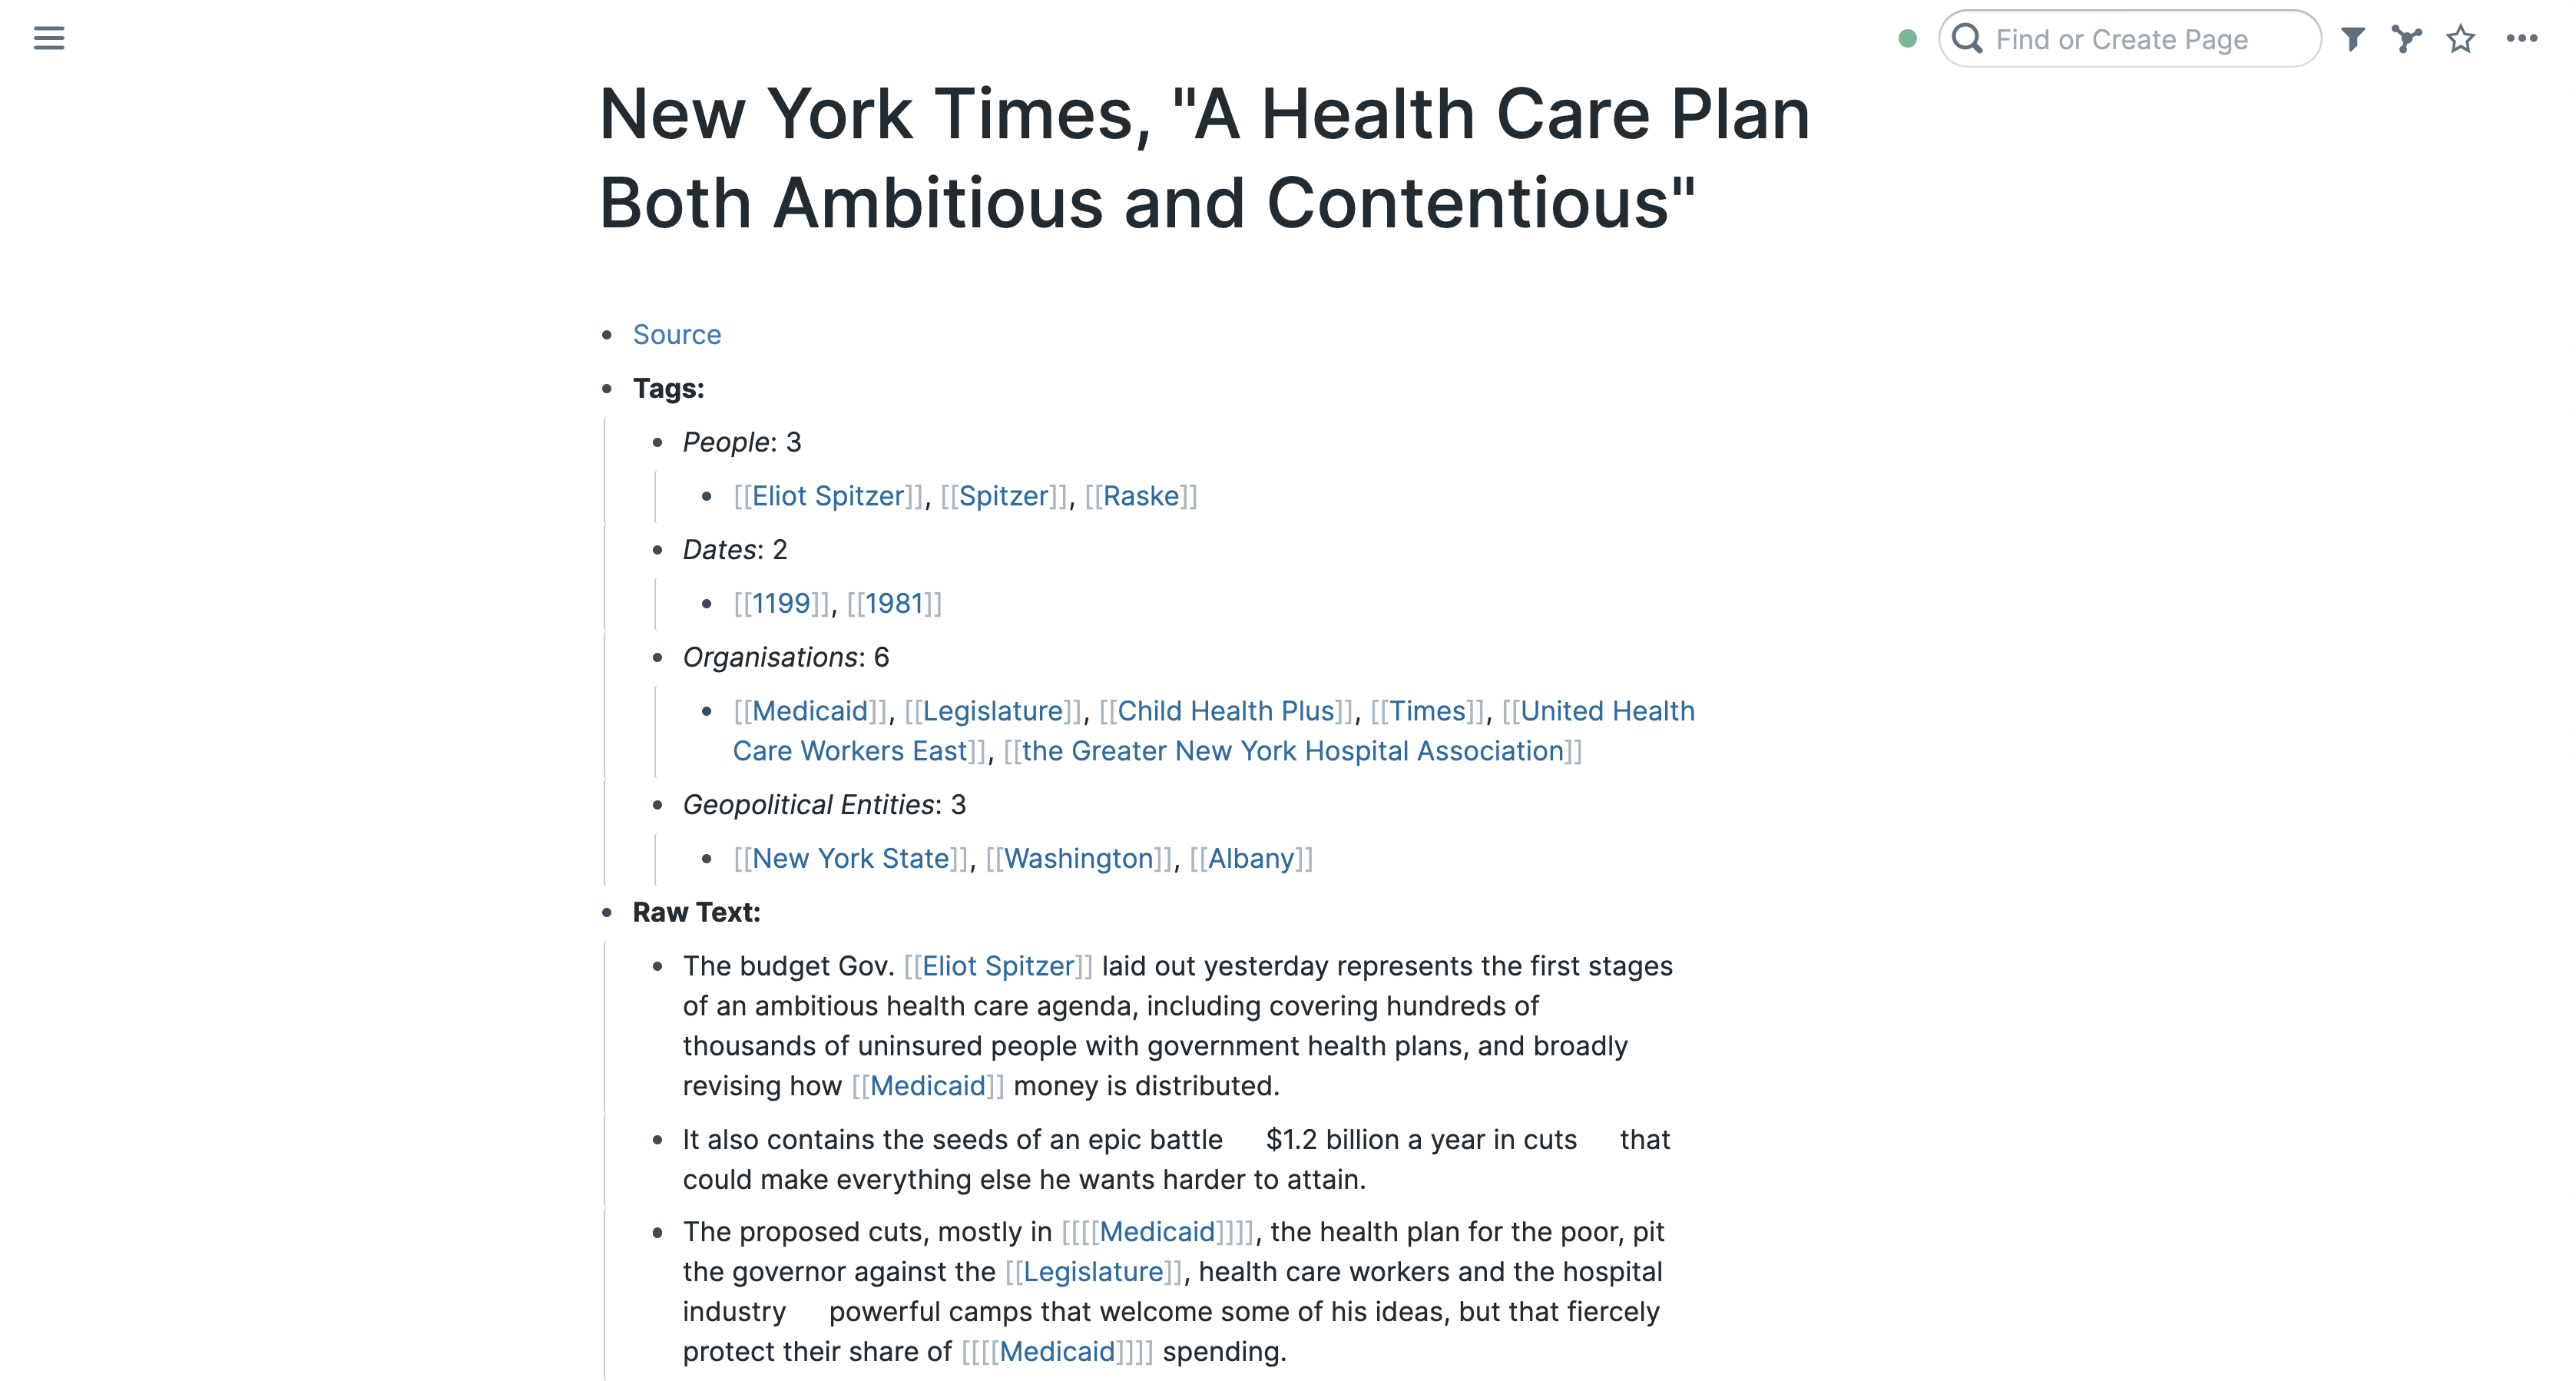 Find or Create Page
New York Times, "A Health Care Plan
Both Ambitious and Contentious"
Source
Tags:
People: 3
[[Eliot Spitzer]], [[Spitzer]], [[Raske]]
Dates: 2
[[1199]], [[1981]]
Organisations: 6
[[Medicaid]], [[Legislature]], [[Child Health Plus]], [[Times]], [[United Health
Care Workers East]], [[the Greater New York Hospital Association]]
Geopolitical Entities: 3
[[New York State]], [[Washington]], [[Albany]]
Raw Text:
The budget Gov. [[Eliot Spitzer]] laid out yesterday represents the first stages
of an ambitious health care agenda, including covering hundreds of
thousands of uninsured people with government health plans, and broadly
revising how [[Medicaid]] money is distributed.
It also contains the seeds of an epic battle $1.2 billion a year in cuts that
could make everything else he wants harder to attain.
The proposed cuts, mostly in [[[[Medicaid]]]], the health plan for the poor, pit
the governor against the [[Legislature]], health care workers and the hospital
industry powerful camps that welcome some of his ideas, but that fiercely
protect their share of [[[[Medicaid]]]] spending.